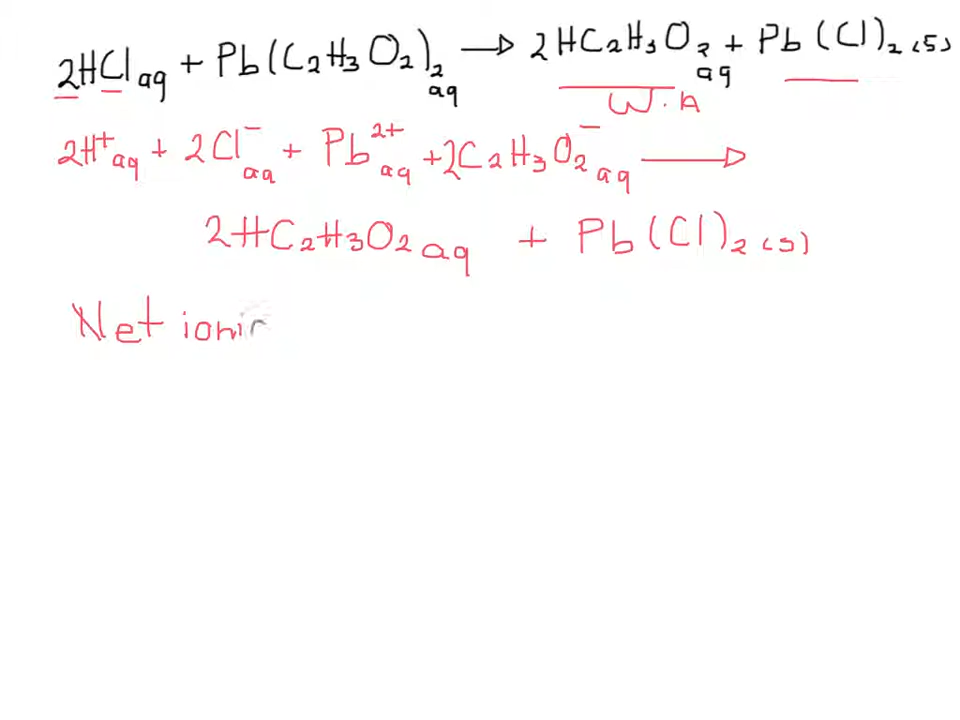 2HCl aq + Pb(C₂H₃O₂)₂ aq → 2HC₂H₃O₂ aq + Pb(Cl)₂(s)
W.A
2H⁺aq + 2Cl⁻aq + Pb²⁺aq + 2C₂H₃O₂⁻aq →
2HC₂H₃O₂ aq + Pb(Cl)₂(s)
Net ionic